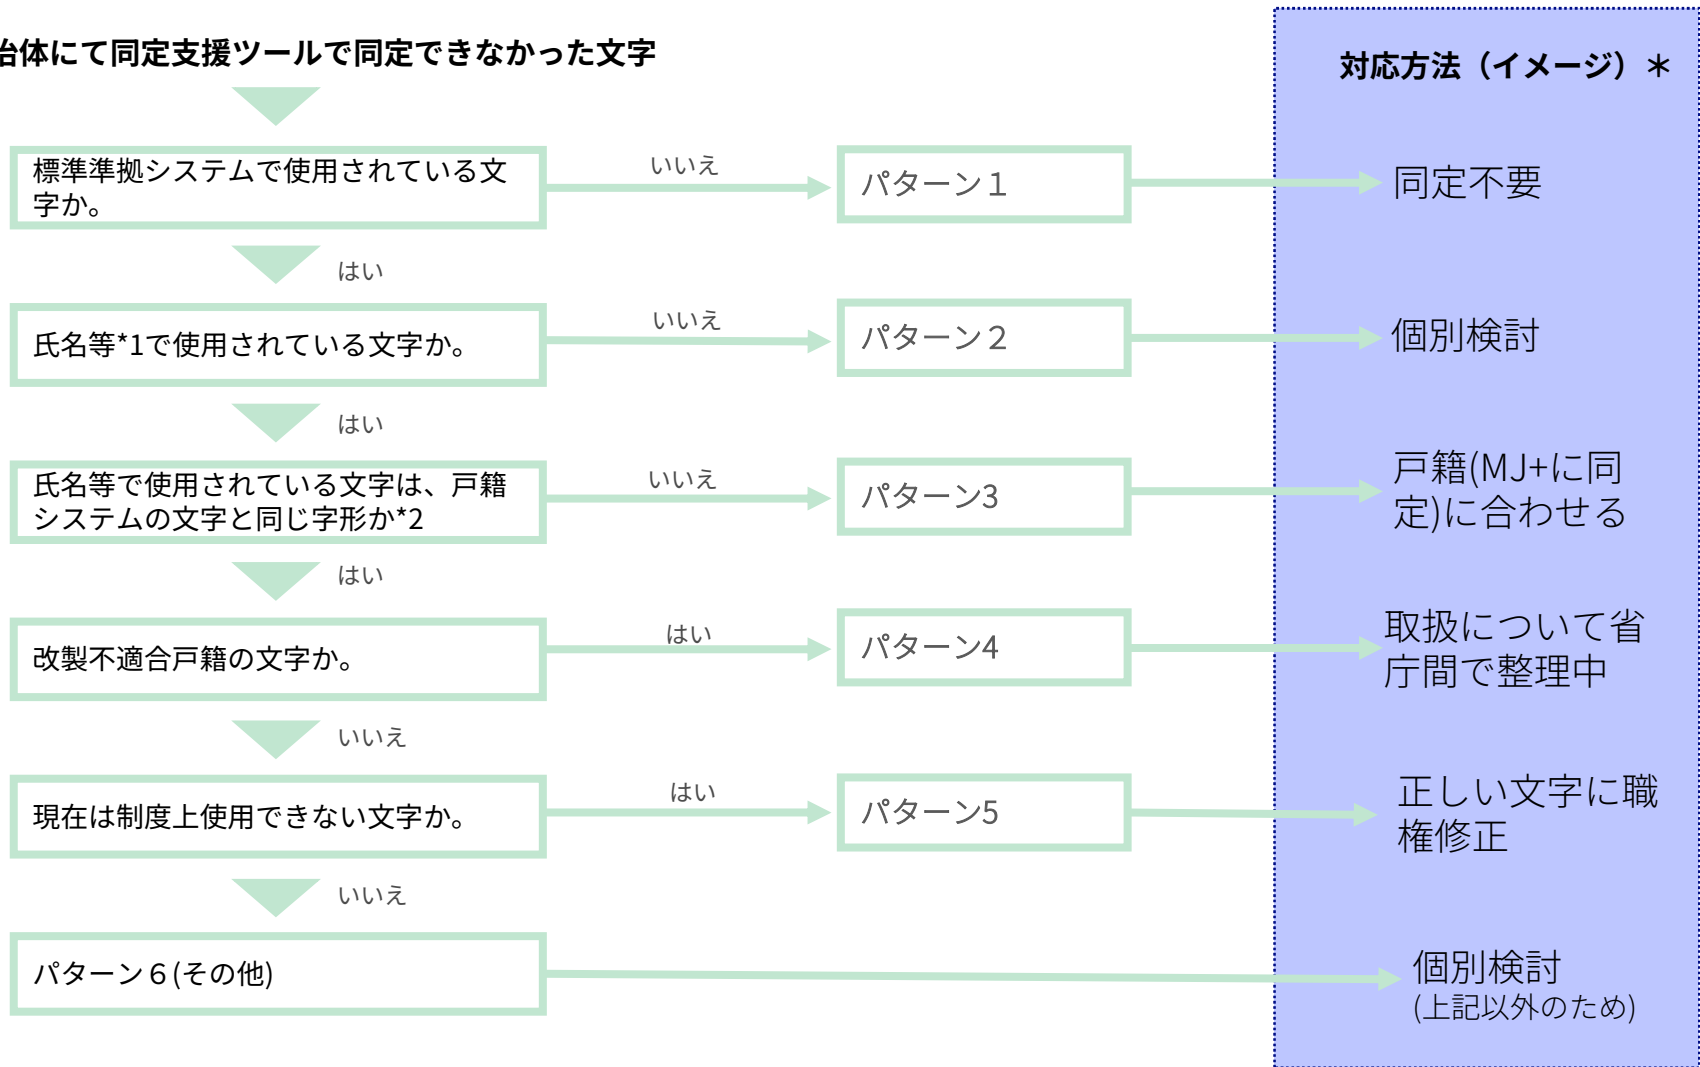 治体にて同定支援ツールで同定できなかった文字
対応方法（イメージ）＊
標準準拠システムで使用されている文
字か。
いいえ
パターン１
同定不要
はい
氏名等*1で使用されている文字か。
いいえ
パターン２
個別検討
はい
氏名等で使用されている文字は、戸籍
システムの文字と同じ字形か*2
いいえ
パターン3
戸籍(MJ+に同
定)に合わせる
はい
改製不適合戸籍の文字か。
はい
パターン4
取扱について省
庁間で整理中
いいえ
現在は制度上使用できない文字か。
はい
パターン5
正しい文字に職
権修正
いいえ
パターン６(その他)
個別検討
(上記以外のため)